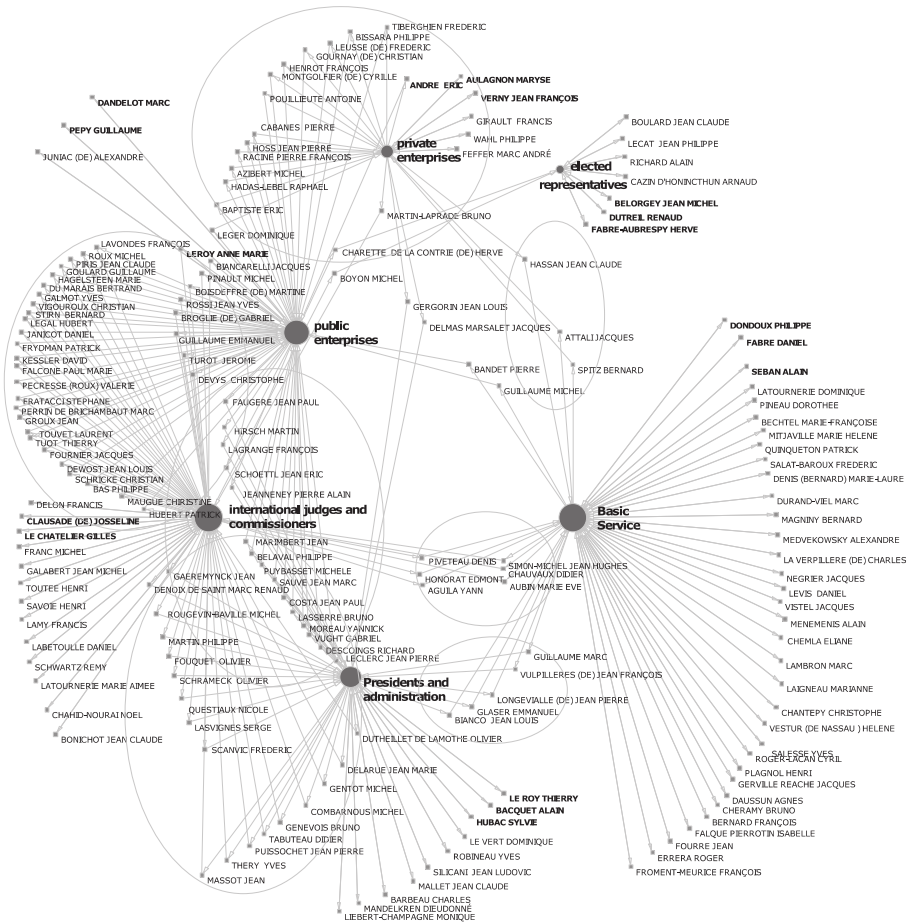 TIBERGHIEN FREDERIC
BISSARA PHILIPPE
LEUSSE (DE) FREDERIC
GOURNAY (DE) CHRISTIAN
HENROT FRANÇOIS
MONTGOLFIER (DE) CYRILLE
ANDRE ERIC
AULAGNON MARYSE
POUILLIEUTE ANTOINE
VERNY JEAN FRANÇOIS
DANDELOT MARC
GIRAULT FRANCIS
BOULARD JEAN CLAUDE
PEPY GUILLAUME
CABANES PIERRE
WAHL PHILIPPE
LECAT JEAN PHILIPPE
HOSS JEAN PIERRE
private
enterprises
FEFFER MARC ANDRÉ
JUNIAC (DE) ALEXANDRE
RACINE PIERRE FRANÇOIS
RICHARD ALAIN
elected
representatives
AZIBERT MICHEL
CAZIN D'HONINCTHUN ARNAUD
HADAS-LEBEL RAPHAEL
BELORGEY JEAN MICHEL
BAPTISTE ERIC
MARTIN-LAPRADE BRUNO
DUTREIL RENAUD
FABRE-AUBRESPY HERVE
LEGER DOMINIQUE
LAVONDES FRANÇOIS
LEROY ANNE MARIE
CHARETTE DE LA CONTRIE (DE) HERVE
ROUX MICHEL
PIRIS JEAN CLAUDE
BIANCARELLI JACQUES
HASSAN JEAN CLAUDE
GOULARD GUILLAUME
HAGELSTEEN MARIE
PINAULT MICHEL
BOYON MICHEL
DU MARAIS BERTRAND
BOISDEFFRE (DE) MARTINE
GALMOT YVES
VIGOUROUX CHRISTIAN
ROSSI JEAN YVES
GERGORIN JEAN LOUIS
STIRN BERNARD
BROGLIE (DE) GABRIEL
LEGAL HUBERT
public
enterprises
DELMAS MARSALET JACQUES
DONDOUX PHILIPPE
JANICOT DANIEL
GUILLAUME EMMANUEL
ATTALI JACQUES
FABRE DANIEL
FRYDMAN PATRICK
KESSLER DAVID
TUROT JEROME
BANDET PIERRE
SPITZ BERNARD
FALCONE PAUL MARIE
SEBAN ALAIN
DEVYS CHRISTOPHE
PECRESSE (ROUX) VALERIE
GUILLAUME MICHEL
LATOURNERIE DOMINIQUE
FRATACCI STEPHANE
FAUGERE JEAN PAUL
PINEAU DOROTHEE
PERRIN DE BRICHAMBAUT MARC
GROUX JEAN
BECHTEL MARIE-FRANÇOISE
TOUVET LAURENT
HIRSCH MARTIN
MITJAVILLE MARIE HELENE
TUOT THIERRY
LAGRANGE FRANÇOIS
QUINQUETON PATRICK
FOURNIER JACQUES
SALAT-BAROUX FREDERIC
DEWOST JEAN LOUIS
SCHOETTL JEAN ERIC
SCHRICKE CHRISTIAN
DENIS (BERNARD) MARIE-LAURE
BAS PHILIPPE
JEANNENEY PIERRE ALAIN
MAUGUE CHRISTINE
DURAND-VIEL MARC
DELON FRANCIS
HUBERT PATRICK
international judges and
commissioners
Basic
Service
CLAUSADE (DE) JOSSELINE
MAGNINY BERNARD
LE CHATELIER GILLES
MARIMBERT JEAN
MEDVEKOWSKY ALEXANDRE
FRANC MICHEL
BELAVAL PHILIPPE
PIVETEAU DENIS
SIMON-MICHEL JEAN HUGHES
LA VERPILLERE (DE) CHARLES
GALABERT JEAN MICHEL
GAEREMYNCK JEAN
PUYBASSET MICHELE
CHAUVAUX DIDIER
HONORAT EDMONT
NEGRIER JACQUES
TOUTEE HENRI
DENOIX DE SAINT MARC RENAUD
SAUVE JEAN MARC
AGUILA YANN
AUBIN MARIE EVE
LEVIS DANIEL
SAVOIE HENRI
ROUGEVIN-BAVILLE MICHEL
COSTA JEAN PAUL
VISTEL JACQUES
LASSERRE BRUNO
LAMY FRANCIS
MENEMENIS ALAIN
MOREAU YANNICK
LABETOULLE DANIEL
MARTIN PHILIPPE
VUGHT GABRIEL
CHEMLA ELIANE
DESCOINGS RICHARD
LECLERC JEAN PIERRE
SCHWARTZ REMY
FOUQUET OLIVIER
GUILLAUME MARC
LAMBRON MARC
LATOURNERIE MARIE AIMEE
SCHRAMECK OLIVIER
Presidents and
administration
VULPILLERES (DE) JEAN FRANÇOIS
LAIGNEAU MARIANNE
QUESTIAUX NICOLE
LONGEVIALLE (DE) JEAN PIERRE
CHAHID-NOURAI NOEL
GLASER EMMANUEL
CHANTEPY CHRISTOPHE
LASVIGNES SERGE
BIANCO JEAN LOUIS
VESTUR (DE NASSAU ) HELENE
BONICHOT JEAN CLAUDE
DUTHEILLET DE LAMOTHE OLIVIER
SCANVIC FREDERIC
SALESSE YVES
ROGER-LACAN CYRIL
DELARUE JEAN MARIE
PLAGNOL HENRI
GENTOT MICHEL
GERVILLE REACHE JACQUES
LE ROY THIERRY
DAUSSUN AGNES
BACQUET ALAIN
CHERAMY BRUNO
COMBARNOUS MICHEL
HUBAC SYLVIE
BERNARD FRANÇOIS
GENEVOIS BRUNO
FALQUE PIERROTIN ISABELLE
TABUTEAU DIDIER
LE VERT DOMINIQUE
FOURRE JEAN
PUISSOCHET JEAN PIERRE
ROBINEAU YVES
ERRERA ROGER
THERY YVES
SILICANI JEAN LUDOVIC
FROMENT-MEURICE FRANÇOIS
MASSOT JEAN
MALLET JEAN CLAUDE
BARBEAU CHARLES
MANDELKREN DIEUDONNÉ
LIEBERT-CHAMPAGNE MONIQUE